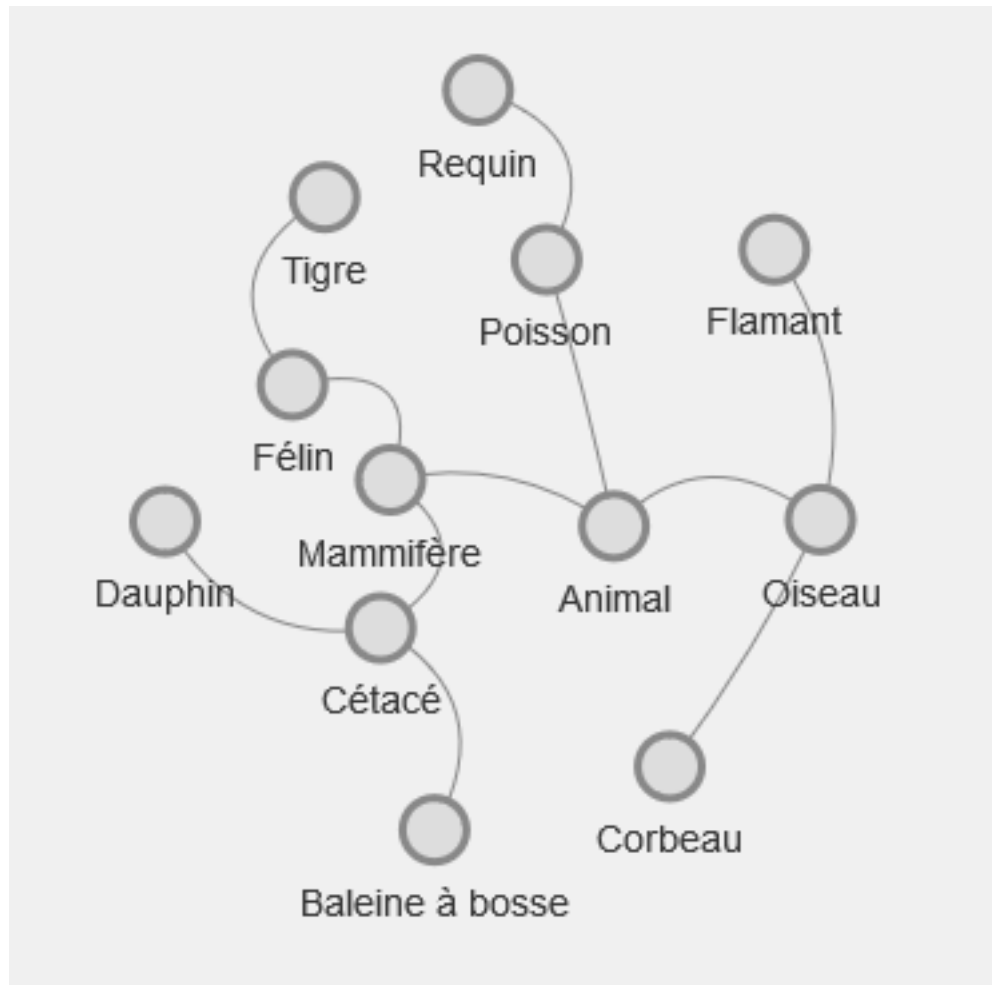 Requin
Tigre
Flamant
Poisson
Félin
Mammifère
Dauphin
Animal
Oiseau
Cétacé
Corbeau
Baleine à bosse